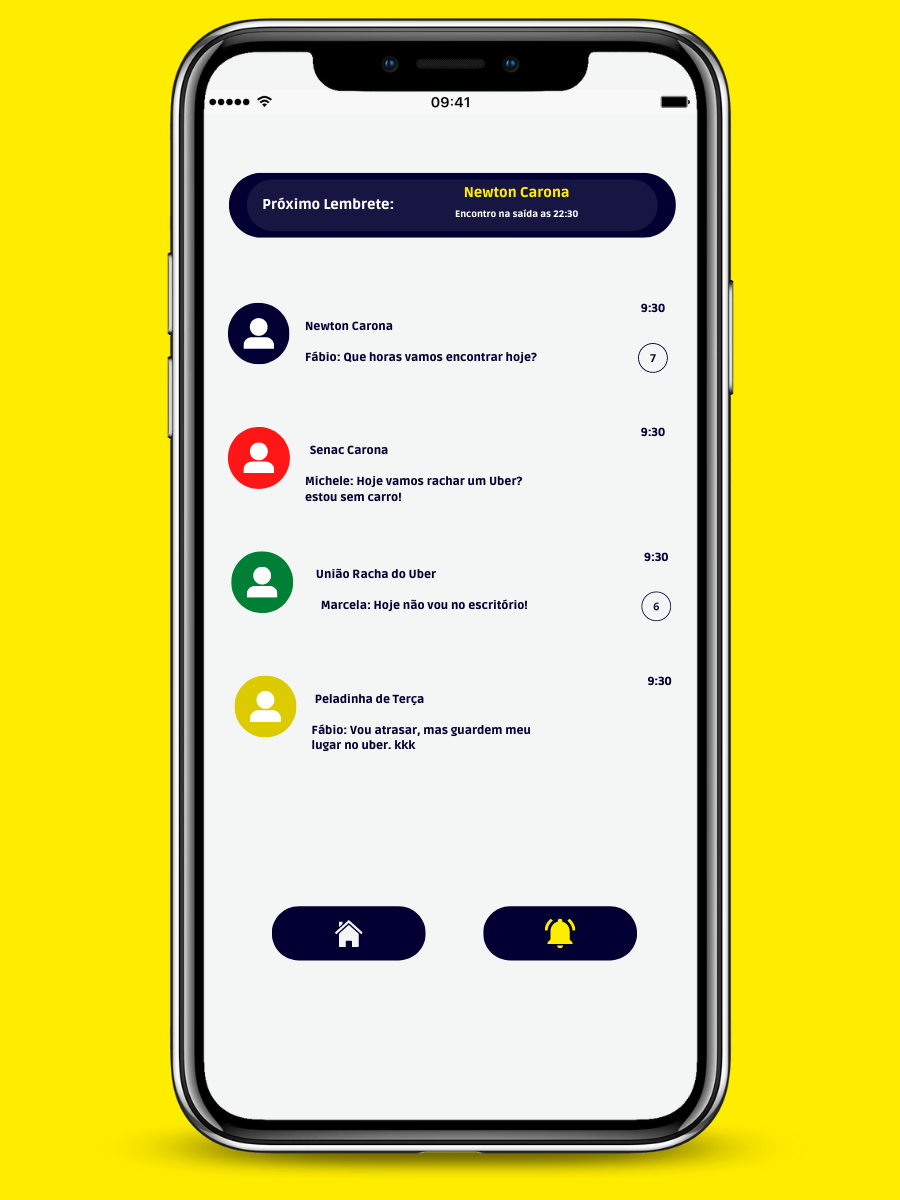 09:41
Próximo Lembrete:
Newton Carona
Encontro na saída as 22:30
9:30
Newton Carona
Fábio: Que horas vamos encontrar hoje?
7
9:30
Senac Carona
Michele: Hoje vamos rachar um Uber?
estou sem carro!
9:30
União Racha do Uber
Marcela: Hoje não vou no escritório!
6
9:30
Peladinha de Terça
Fábio: Vou atrasar, mas guardem meu
lugar no uber. kkk